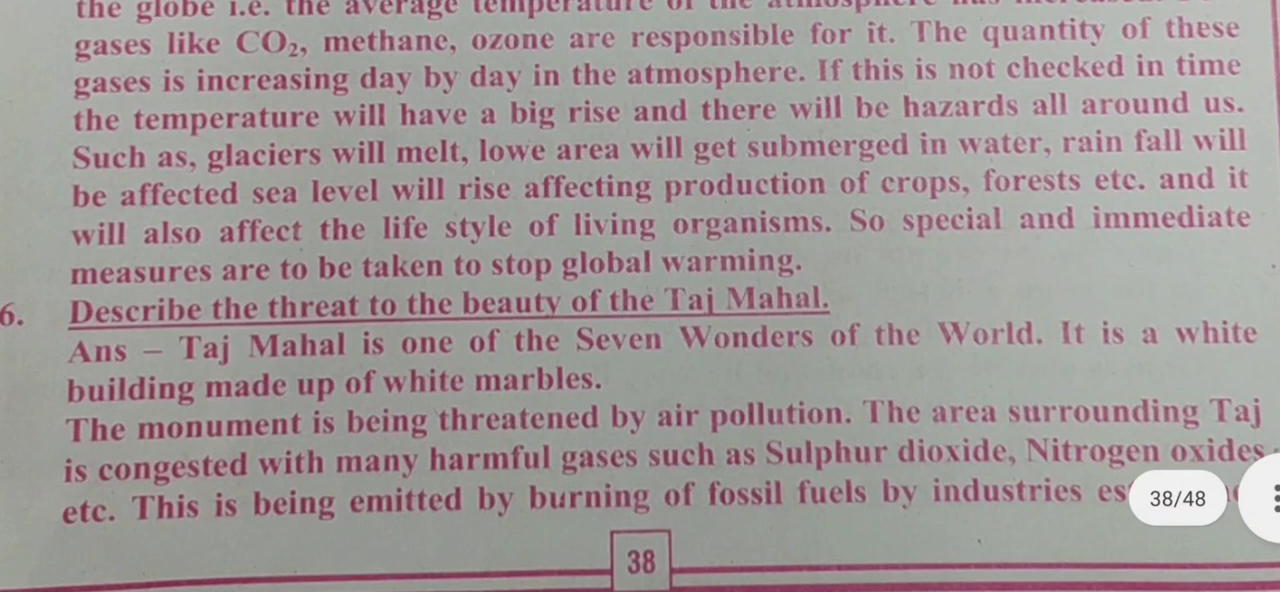 the globe i.e. the average temperature of the atmosphere has
gases like CO₂, methane, ozone are responsible for it. The quantity of these
gases is increasing day by day in the atmosphere. If this is not checked in time
the temperature will have a big rise and there will be hazards all around us.
Such as, glaciers will melt, lowe area will get submerged in water, rain fall will
be affected sea level will rise affecting production of crops, forests etc. and it
will also affect the life style of living organisms. So special and immediate
measures are to be taken to stop global warming.
6. Describe the threat to the beauty of the Taj Mahal.
Ans – Taj Mahal is one of the Seven Wonders of the World. It is a white
building made up of white marbles.
The monument is being threatened by air pollution. The area surrounding Taj
is congested with many harmful gases such as Sulphur dioxide, Nitrogen oxides
etc. This is being emitted by burning of fossil fuels by industries
38/48
38